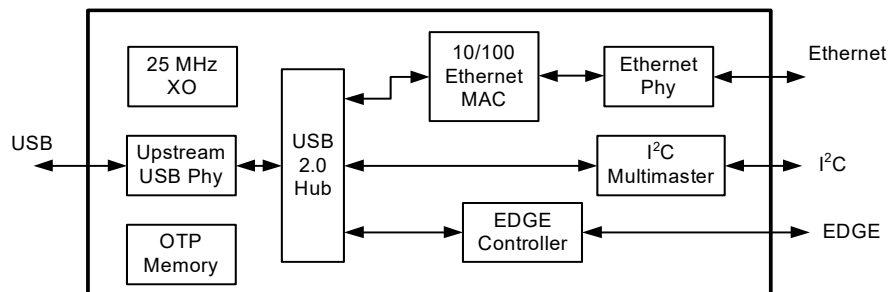 25 MHz
XO
10/100
Ethernet
MAC
Ethernet
Phy
Ethernet
USB
Upstream
USB Phy
USB
2.0
Hub
I²C
Multimaster
I²C
OTP
Memory
EDGE
Controller
EDGE